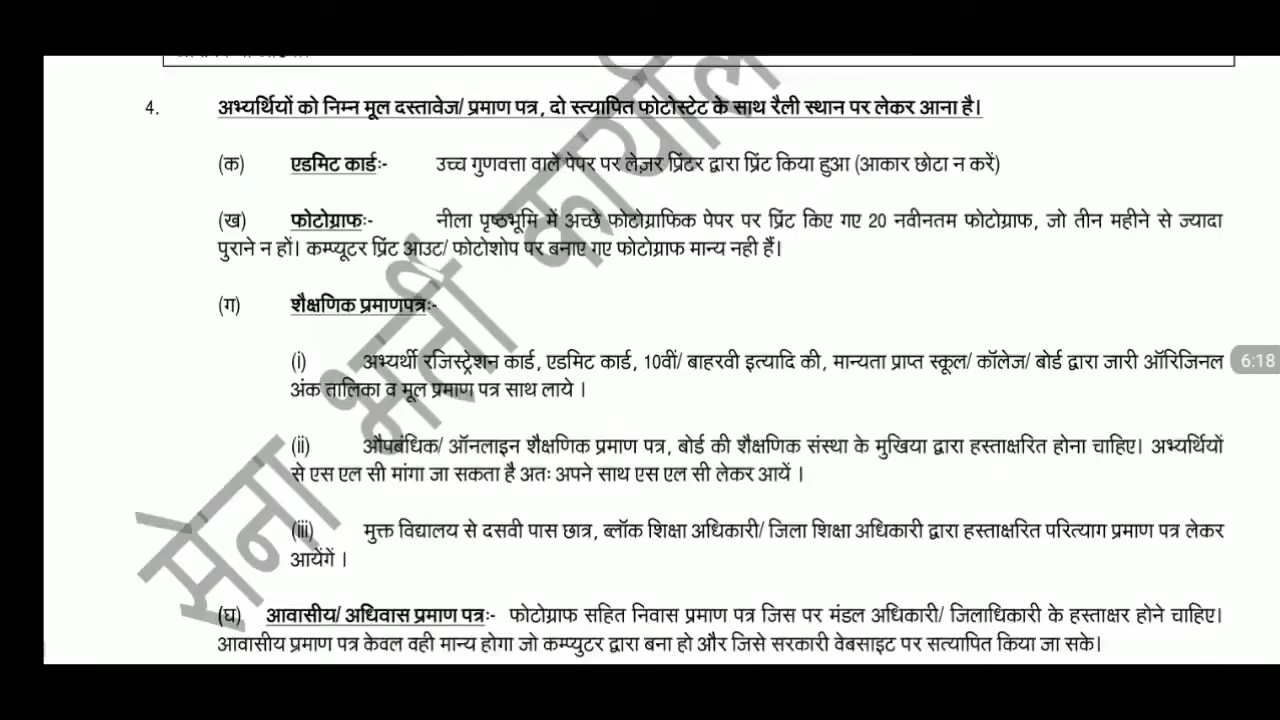 4. अभ्यर्थियों को निम्न मूल दस्तावेज/ प्रमाण पत्र, दो स्त्यापित फोटोस्टेट के साथ रैली स्थान पर लेकर आना है।
(क) एडमिट कार्डः- उच्च गुणवत्ता वाले पेपर पर लेज़र प्रिंटर द्वारा प्रिंट किया हुआ (आकार छोटा न करें)
(ख) फोटोग्राफः- नीला पृष्ठभूमि में अच्छे फोटोग्राफिक पेपर पर प्रिंट किए गए 20 नवीनतम फोटोग्राफ, जो तीन महीने से ज्यादा
पुराने न हों। कम्प्यूटर प्रिंट आउट/ फोटोशोप पर बनाए गए फोटोग्राफ मान्य नही हैं।
(ग) शैक्षणिक प्रमाणपत्रः-
(i) अभ्यर्थी रजिस्ट्रेशन कार्ड, एडमिट कार्ड, 10वीं/ बाहरवी इत्यादि की, मान्यता प्राप्त स्कूल/ कॉलेज/ बोर्ड द्वारा जारी ऑरिजिनल
अंक तालिका व मूल प्रमाण पत्र साथ लाये ।
(ii) औपबंधिक/ ऑनलाइन शैक्षणिक प्रमाण पत्र, बोर्ड की शैक्षणिक संस्था के मुखिया द्वारा हस्ताक्षरित होना चाहिए। अभ्यर्थियों
से एस एल सी मांगा जा सकता है अतः अपने साथ एस एल सी लेकर आयें ।
(iii) मुक्त विद्यालय से दसवी पास छात्र, ब्लॉक शिक्षा अधिकारी/ जिला शिक्षा अधिकारी द्वारा हस्ताक्षरित परित्याग प्रमाण पत्र लेकर
आयेंगें ।
(घ) आवासीय/ अधिवास प्रमाण पत्रः- फोटोग्राफ सहित निवास प्रमाण पत्र जिस पर मंडल अधिकारी/ जिलाधिकारी के हस्ताक्षर होने चाहिए।
आवासीय प्रमाण पत्र केवल वही मान्य होगा जो कम्प्युटर द्वारा बना हो और जिसे सरकारी वेबसाइट पर सत्यापित किया जा सके।
सेना भर्ती
6:18